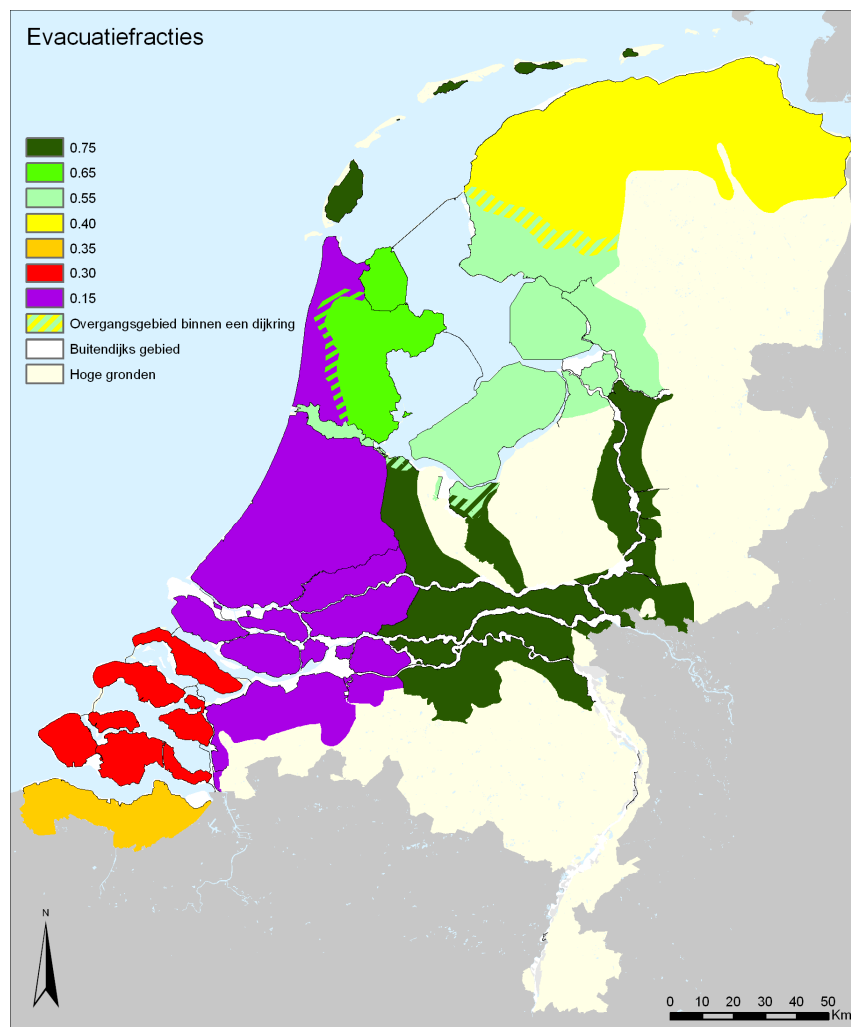 Evacuatiefracties
0.75
0.65
0.55
0.40
0.35
0.30
0.15
Overgangsgebied binnen een dijkring
Buitendijks gebied
Hoge gronden
N
0 10 20 30 40 50
Km